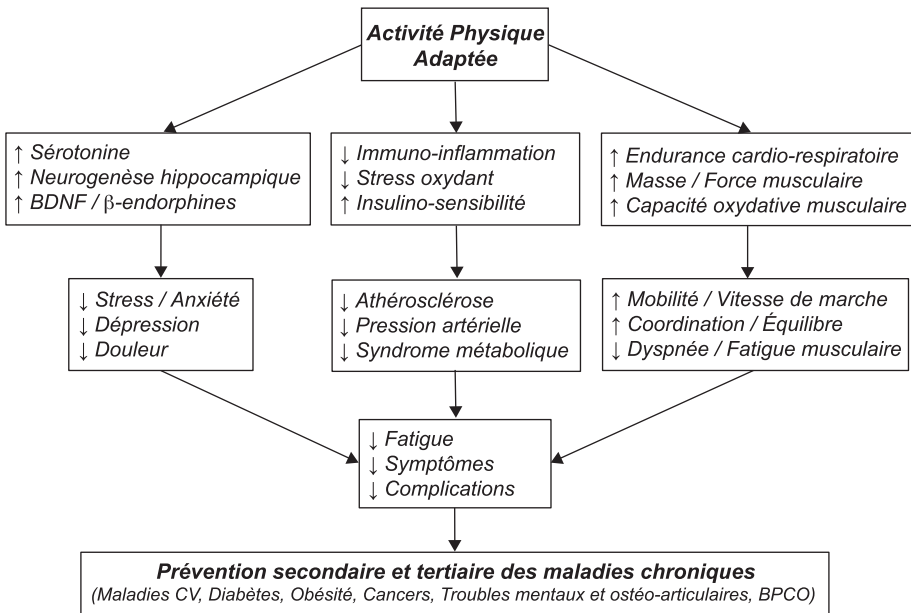 Activité Physique
Adaptée
↑ Sérotonine
↑ Neurogenèse hippocampique
↑ BDNF / β-endorphines
↓ Immuno-inflammation
↓ Stress oxydant
↑ Insulino-sensibilité
↑ Endurance cardio-respiratoire
↑ Masse / Force musculaire
↑ Capacité oxydative musculaire
↓ Stress / Anxiété
↓ Dépression
↓ Douleur
↓ Athérosclérose
↓ Pression artérielle
↓ Syndrome métabolique
↑ Mobilité / Vitesse de marche
↑ Coordination / Équilibre
↓ Dyspnée / Fatigue musculaire
↓ Fatigue
↓ Symptômes
↓ Complications
Prévention secondaire et tertiaire des maladies chroniques
(Maladies CV, Diabètes, Obésité, Cancers, Troubles mentaux et ostéo-articulaires, BPCO)